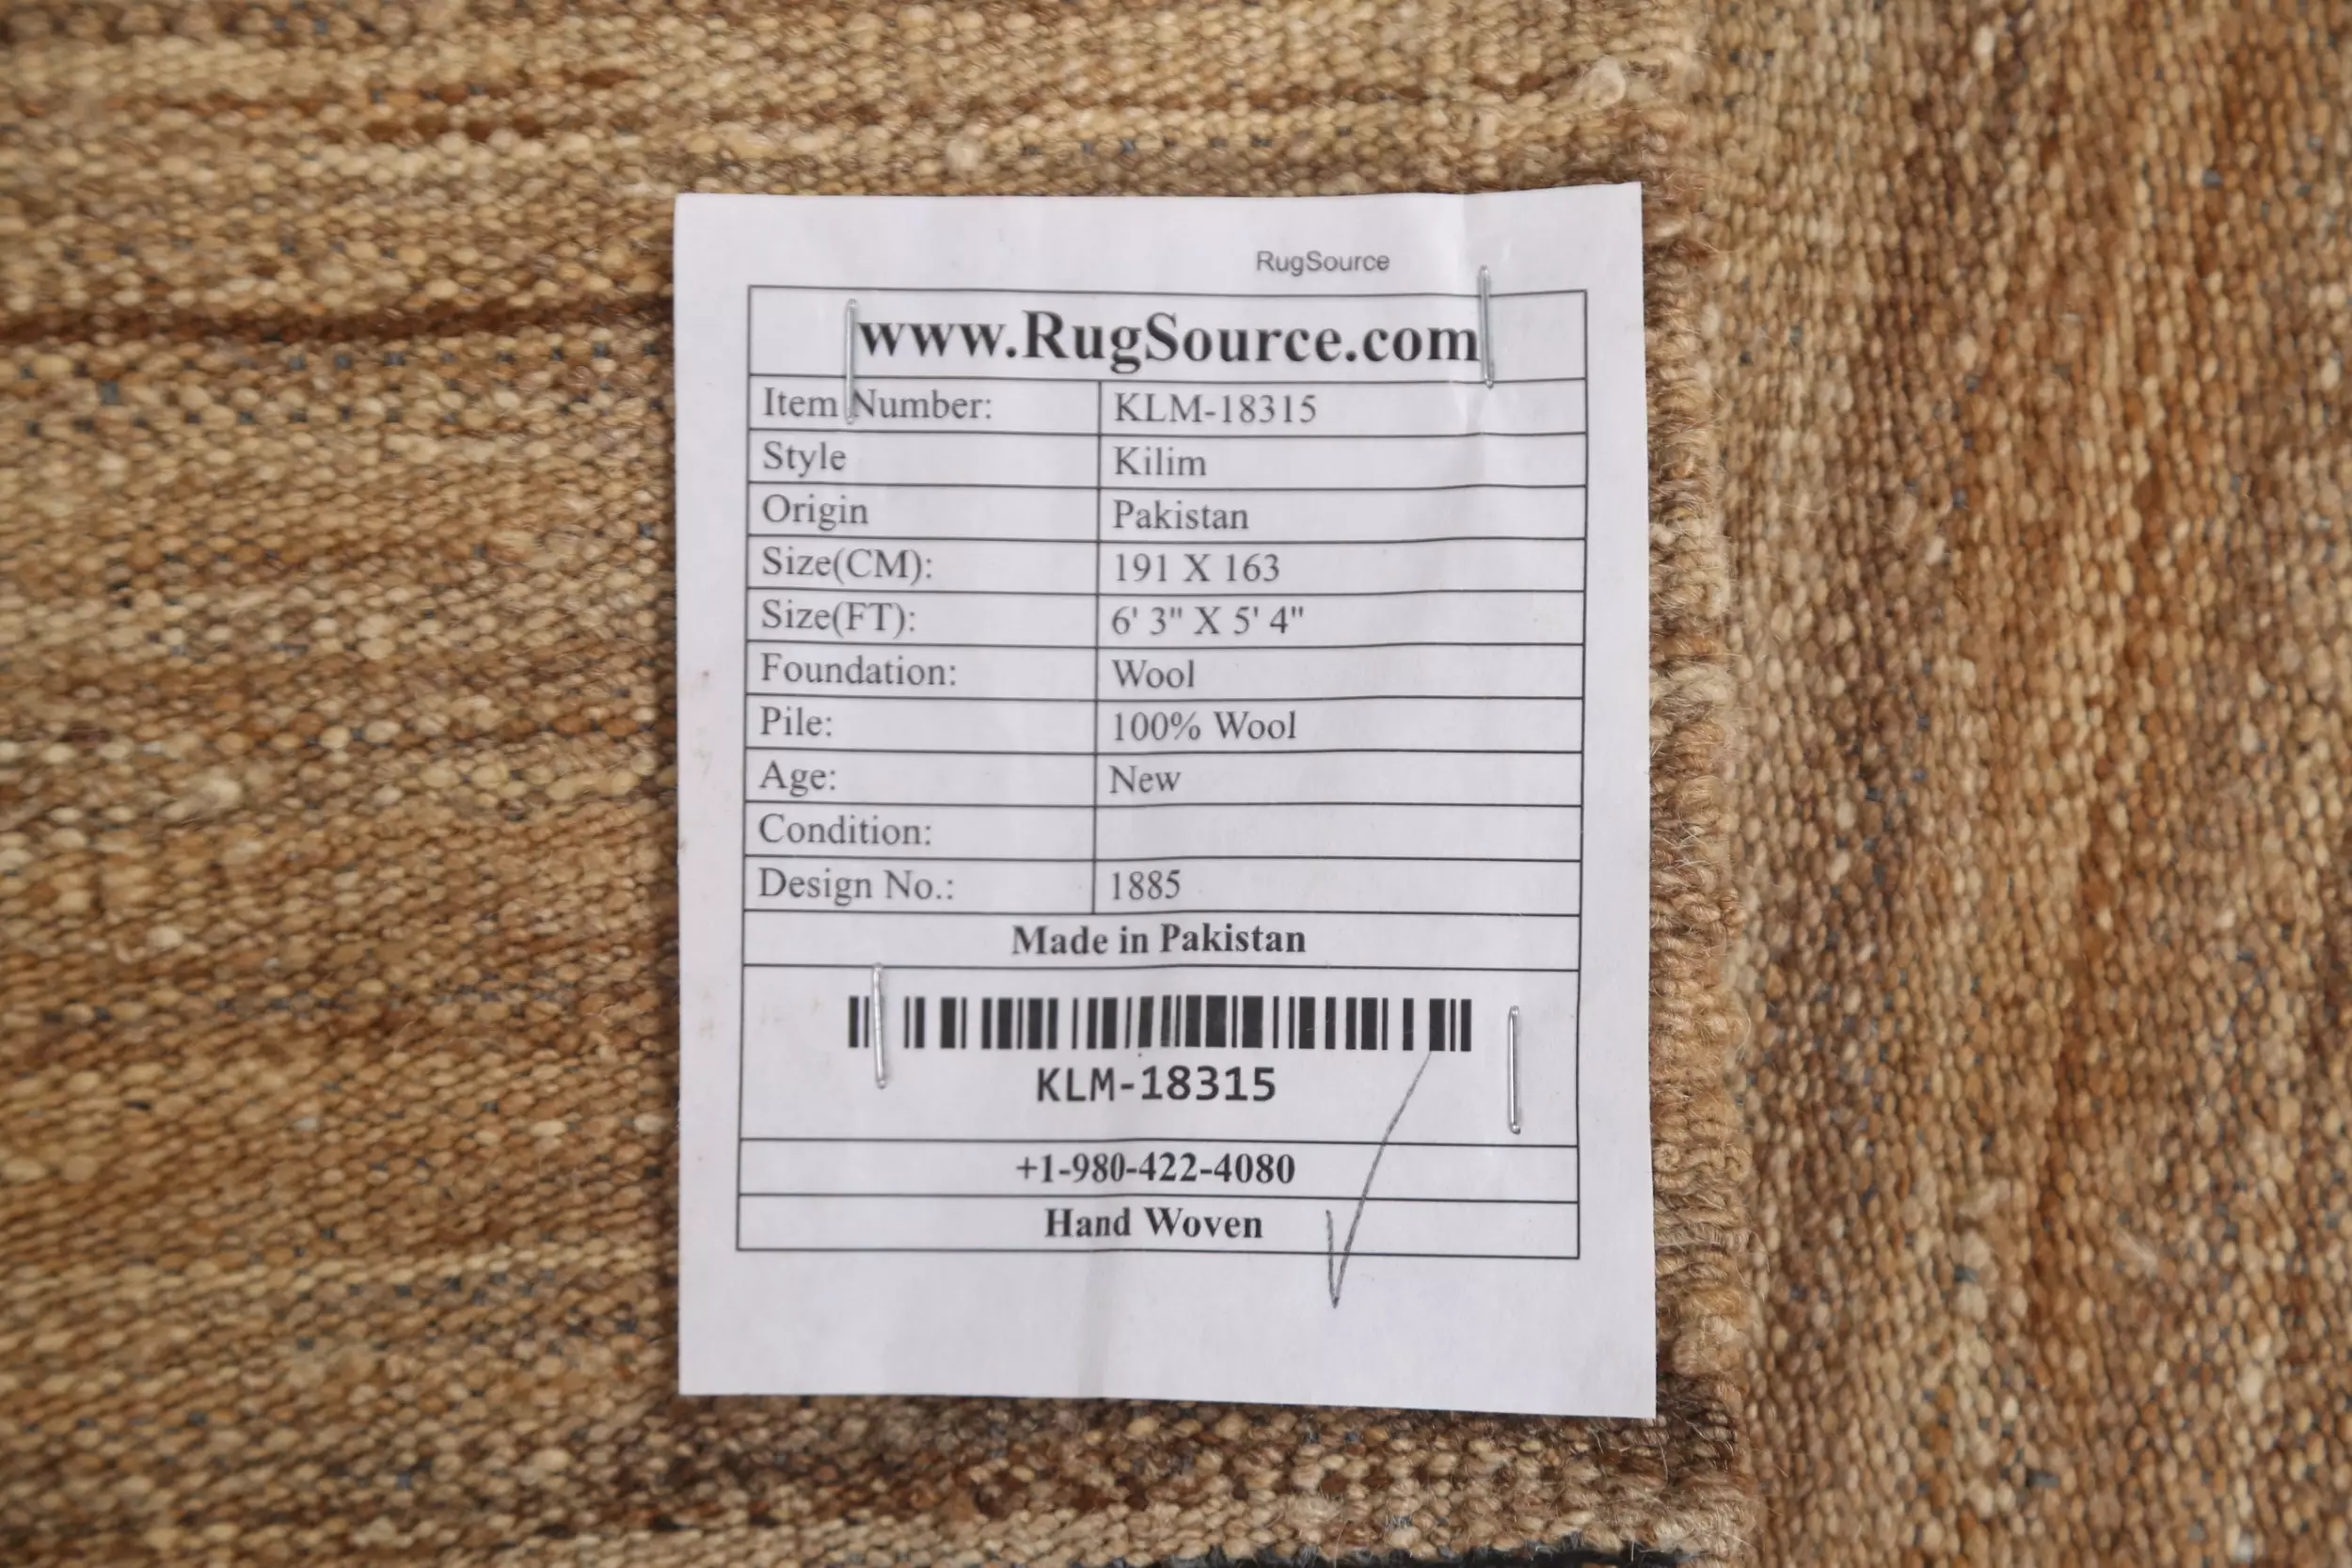 RugSource
www.RugSource.com
Item Number: KLM-18315
Style Kilim
Origin Pakistan
Size(CM): 191 X 163
Size(FT): 6' 3" X 5' 4"
Foundation: Wool
Pile: 100% Wool
Age: New
Condition:
Design No.: 1885
Made in Pakistan
KLM-18315
+1-980-422-4080
Hand Woven